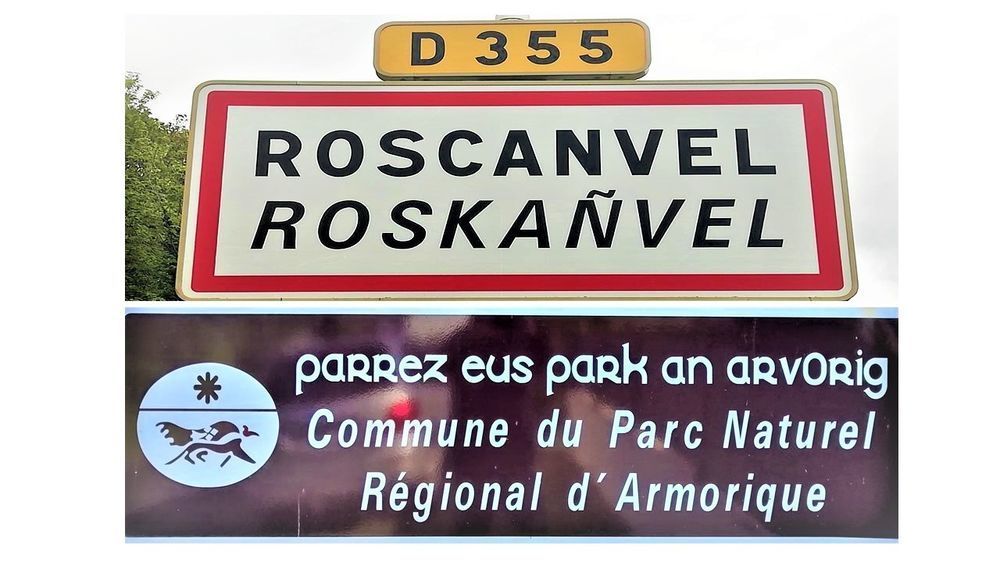 D 355
ROSCANVEL
ROSKAÑVEL
PARREZ EUS PARK AN ARVORIG
Commune du Parc Naturel
Régional d'Armorique